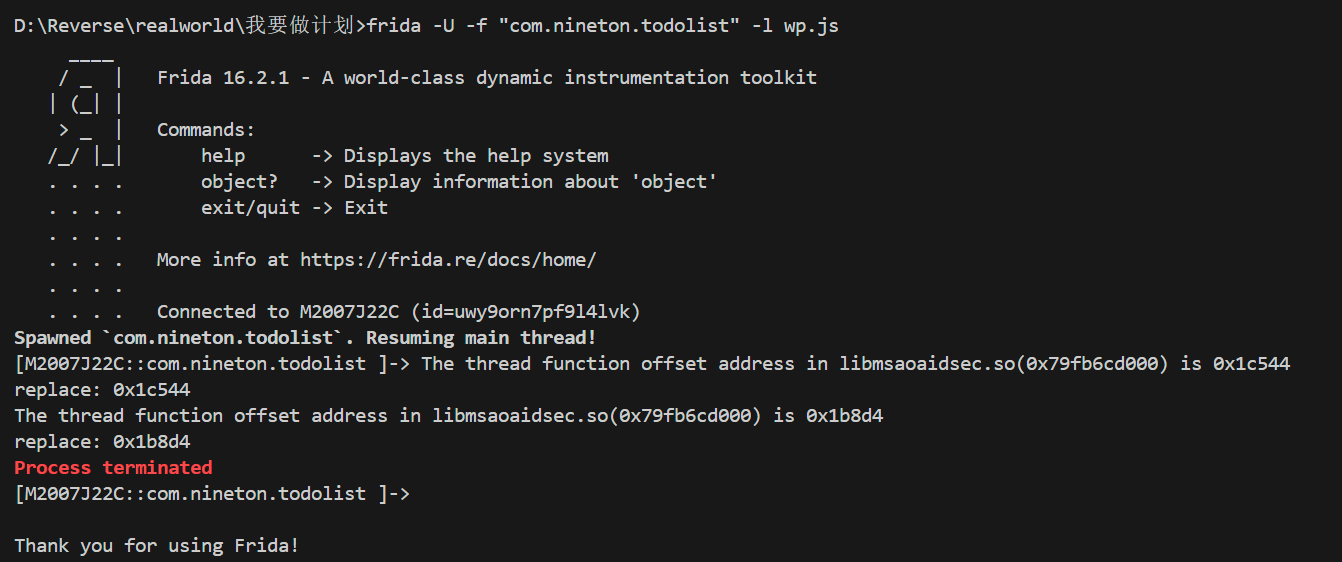 D:\Reverse\realworld\我要做计划>frida -U -f "com.nineton.todolist" -l wp.js
     ____
    / _  |   Frida 16.2.1 - A world-class dynamic instrumentation toolkit
   | (_| |
    > _  |   Commands:
   /_/ |_|       help      -> Displays the help system
   . . . .       object?   -> Display information about 'object'
   . . . .       exit/quit -> Exit
   . . . .
   . . . .   More info at https://frida.re/docs/home/
   . . . .
   . . . .   Connected to M2007J22C (id=uwy9orn7pf9l4lvk)
Spawned `com.nineton.todolist`. Resuming main thread!
[M2007J22C::com.nineton.todolist ]-> The thread function offset address in libmsaoaidsec.so(0x79fb6cd000) is 0x1c544
replace: 0x1c544
The thread function offset address in libmsaoaidsec.so(0x79fb6cd000) is 0x1b8d4
replace: 0x1b8d4
Process terminated
[M2007J22C::com.nineton.todolist ]->
Thank you for using Frida!